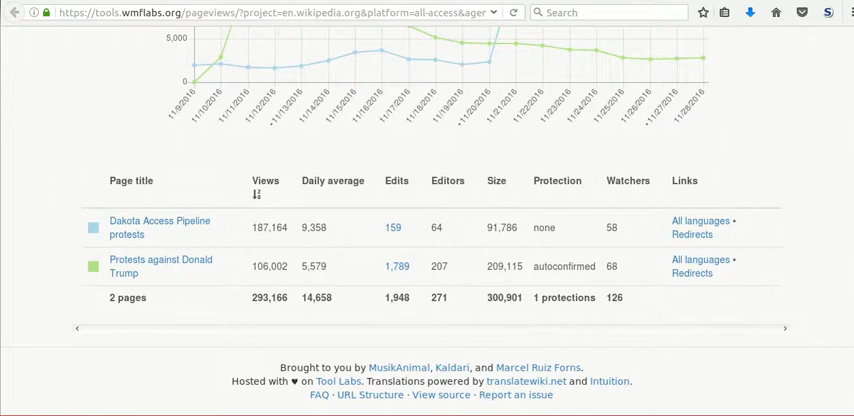 https://tools.wmflabs.org/pageviews/?project=en.wikipedia.org&platform=all-access&ager
Search
5,000
0
11/9/2016 11/10/2016 11/11/2016 11/12/2016 11/13/2016 11/14/2016 11/15/2016 11/16/2016 11/17/2016 11/18/2016 11/19/2016 11/20/2016 11/21/2016 11/22/2016 11/23/2016 11/24/2016 11/25/2016 11/26/2016 11/27/2016 11/28/2016
Page title Views Daily average Edits Editors Size Protection Watchers Links
Dakota Access Pipeline 187,164 9,358 159 64 91,786 none 58 All languages •
protests Redirects
Protests against Donald 106,002 5,579 1,789 207 209,115 autoconfirmed 68 All languages •
Trump Redirects
2 pages 293,166 14,658 1,948 271 300,901 1 protections 126
Brought to you by MusikAnimal, Kaldari, and Marcel Ruiz Forns.
Hosted with ♥ on Tool Labs. Translations powered by translatewiki.net and Intuition.
FAQ · URL Structure · View source · Report an issue